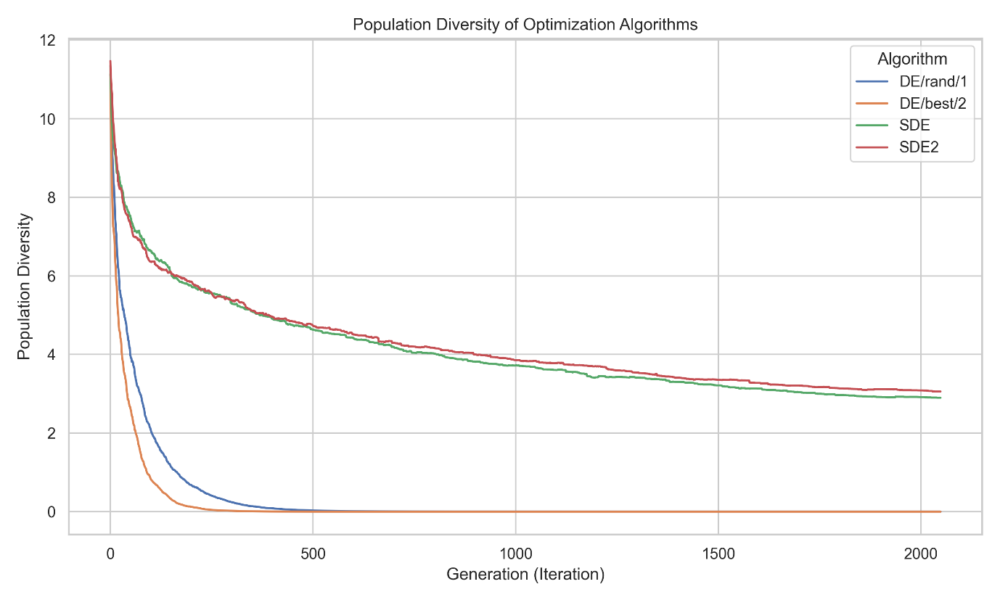 Population Diversity of Optimization Algorithms
12
10
8
6
4
2
0
Population Diversity
0 500 1000 1500 2000
Generation (Iteration)
Algorithm
DE/rand/1
DE/best/2
SDE
SDE2